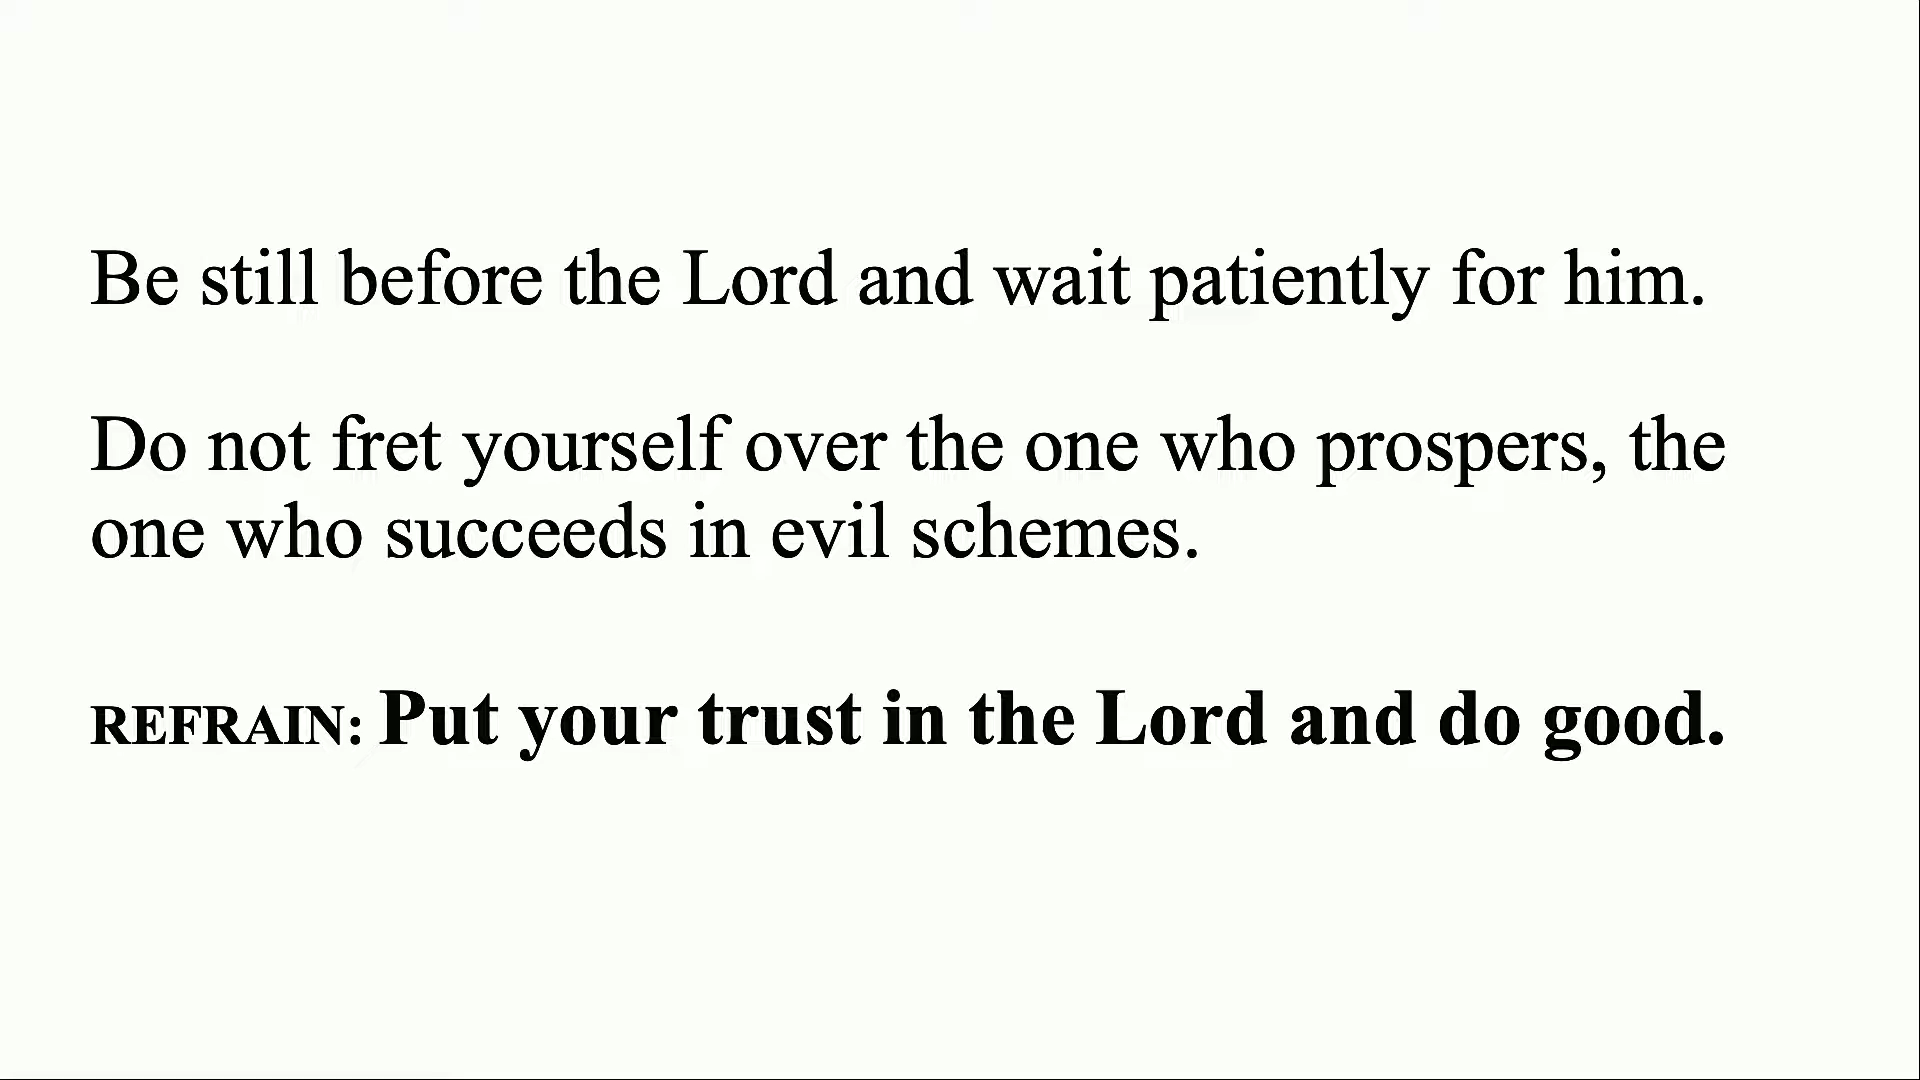 Be still before the Lord and wait patiently for him.
Do not fret yourself over the one who prospers, the
one who succeeds in evil schemes.
REFRAIN: Put your trust in the Lord and do good.